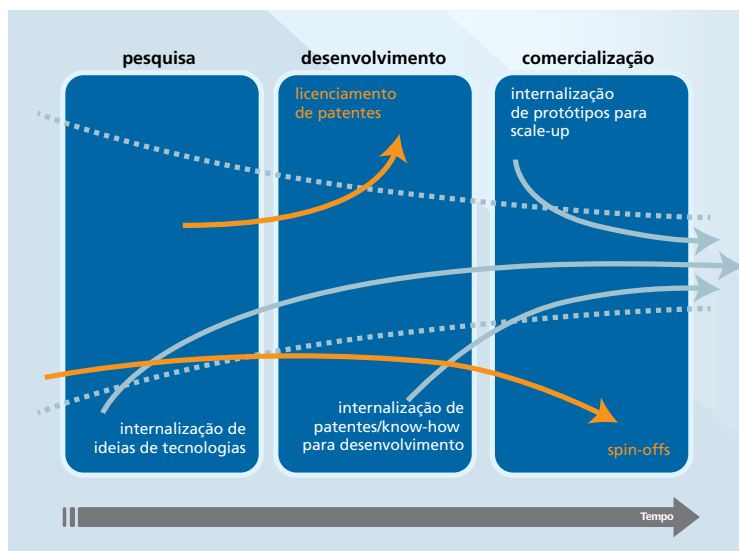 pesquisa
desenvolvimento
comercialização
licenciamento
de patentes
internalização
de protótipos para
scale-up
internalização de
ideias de tecnologias
internalização de
patentes/know-how
para desenvolvimento
spin-offs
Tempo